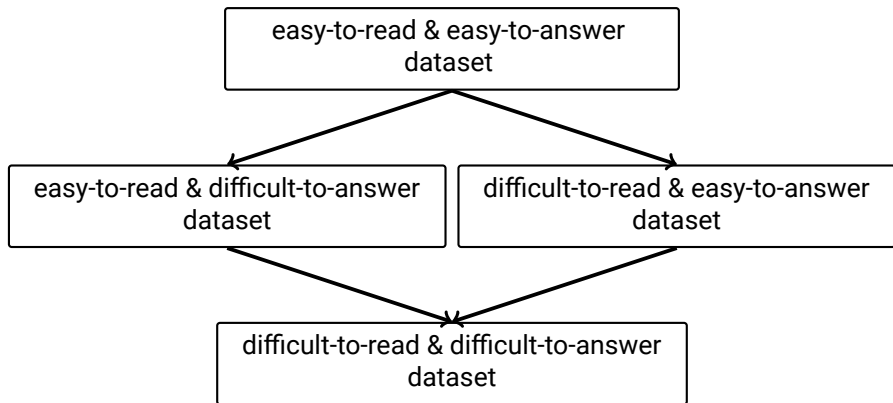 easy-to-read & easy-to-answer
dataset
easy-to-read & difficult-to-answer
dataset
difficult-to-read & easy-to-answer
dataset
difficult-to-read & difficult-to-answer
dataset